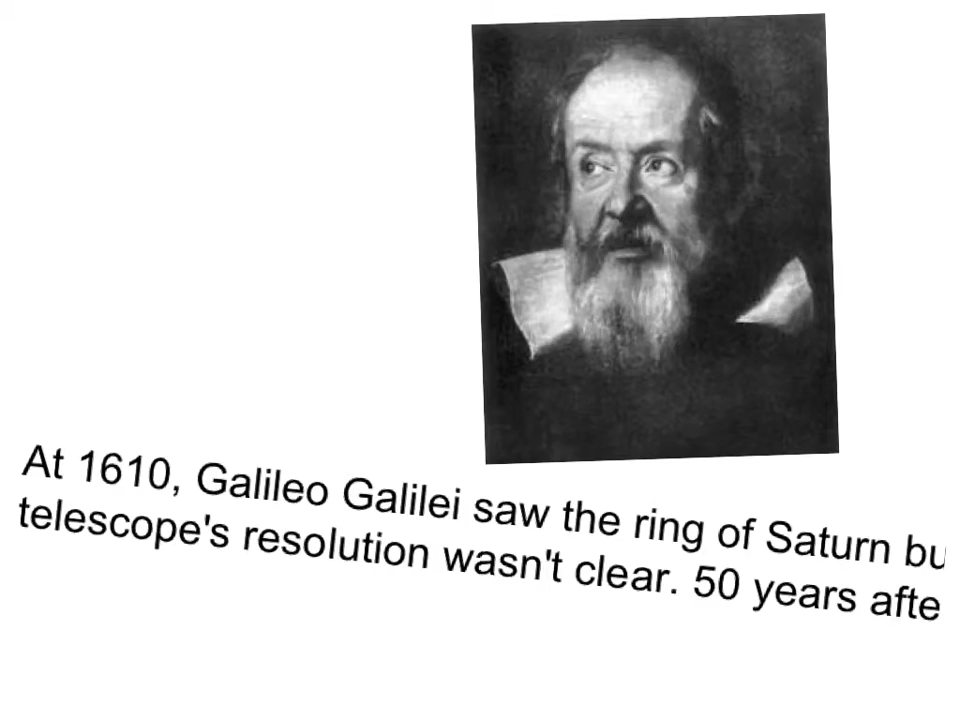 At 1610, Galileo Galilei saw the ring of Saturn bu
telescope's resolution wasn't clear. 50 years afte